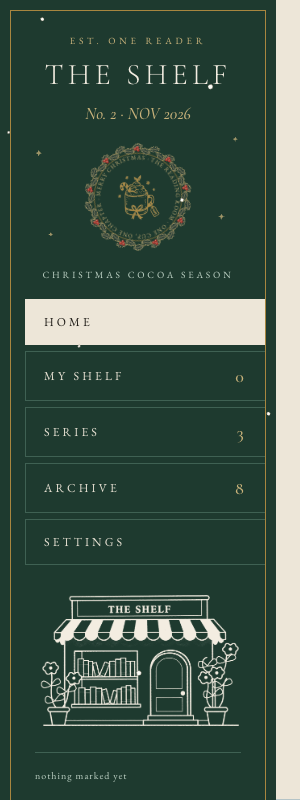 EST. ONE READER
THE SHELF
No. 2 · NOV 2026
CHRISTMAS COCOA SEASON
HOME
MY SHELF 0
SERIES 3
ARCHIVE 8
SETTINGS
THE SHELF
nothing marked yet